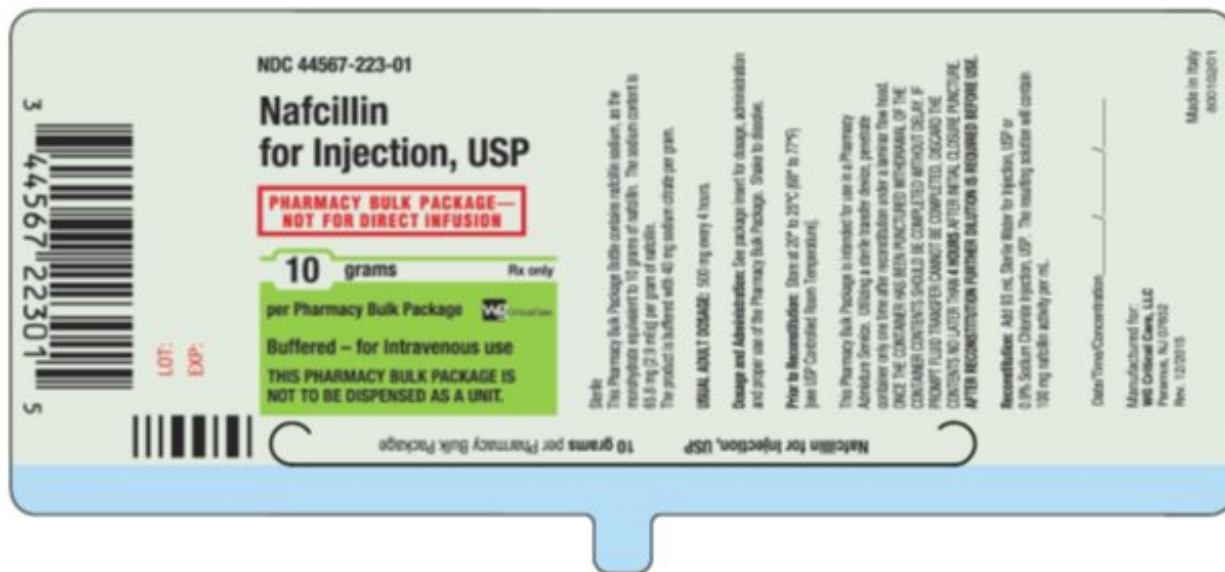 3 44567 22301 5
LOT:
EXP:
NDC 44567-223-01
Nafcillin
for Injection, USP
PHARMACY BULK PACKAGE—
NOT FOR DIRECT INFUSION
10 grams Rx only
per Pharmacy Bulk Package WG Critical Care
Buffered – for Intravenous use
THIS PHARMACY BULK PACKAGE IS
NOT TO BE DISPENSED AS A UNIT.
Nafcillin for Injection, USP 10 grams per Pharmacy Bulk Package
Sterile
This Pharmacy Bulk Package Bottle contains nafcillin sodium, as the
monohydrate equivalent to 10 grams of nafcillin. The sodium content is
65.8 mg [2.9 mEq] per gram of nafcillin.
The product is buffered with 40 mg sodium citrate per gram.
USUAL ADULT DOSAGE: 500 mg every 4 hours.
Dosage and Administration: See package insert for dosage, administration
and proper use of the Pharmacy Bulk Package. Shake to dissolve.
Prior to Reconstitution: Store at 20° to 25°C (68° to 77°F)
[see USP Controlled Room Temperature].
This Pharmacy Bulk Package is intended for use in a Pharmacy
Admixture Service. Utilizing a sterile transfer device, penetrate
container only one time after reconstitution under a laminar flow hood.
ONCE THE CONTAINER HAS BEEN PUNCTURED WITHDRAWAL OF THE
CONTAINER CONTENTS SHOULD BE COMPLETED WITHOUT DELAY. IF
PROMPT FLUID TRANSFER CANNOT BE COMPLETED, DISCARD THE
CONTENTS NO LATER THAN 4 HOURS AFTER INITIAL CLOSURE PUNCTURE.
AFTER RECONSTITUTION FURTHER DILUTION IS REQUIRED BEFORE USE.
Reconstitution: Add 93 mL Sterile Water for Injection, USP or
0.9% Sodium Chloride Injection, USP. The resulting solution will contain
100 mg nafcillin activity per mL.
Date/Time/Concentration ____/____/____
Manufactured for:
WG Critical Care, LLC
Paramus, NJ 07652
Rev. 12/2015
Made in Italy
800102/01